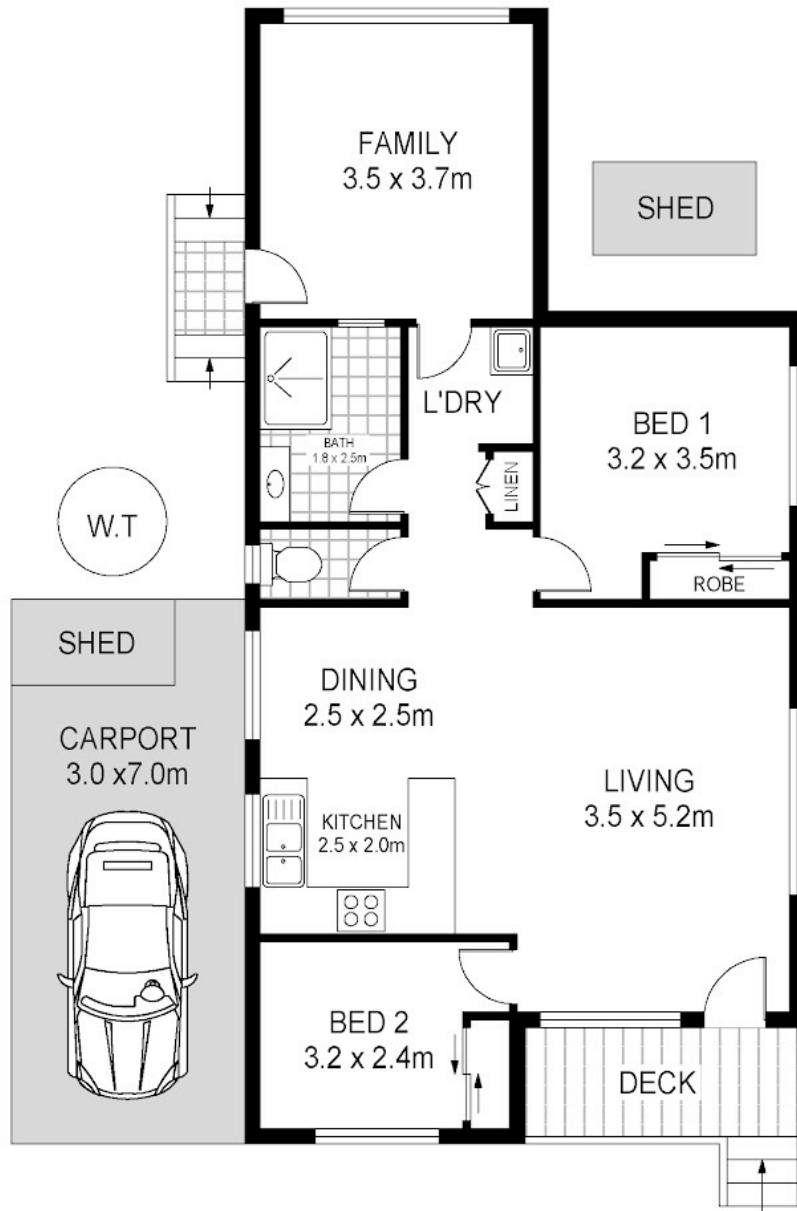 FAMILY
3.5 x 3.7m
SHED
L'DRY
BATH
1.8 x 2.5m
LINEN
BED 1
3.2 x 3.5m
ROBE
W.T
SHED
CARPORT
3.0 x7.0m
DINING
2.5 x 2.5m
KITCHEN
2.5 x 2.0m
LIVING
3.5 x 5.2m
BED 2
3.2 x 2.4m
DECK